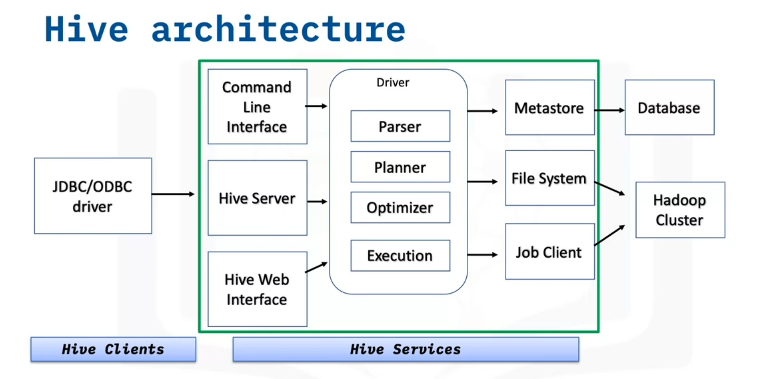 Hive architecture
Command
Line
Interface
Driver
Parser
Planner
Optimizer
Execution
Metastore
Database
JDBC/ODBC
driver
Hive Server
File System
Hadoop
Cluster
Hive Web
Interface
Job Client
Hive Clients
Hive Services